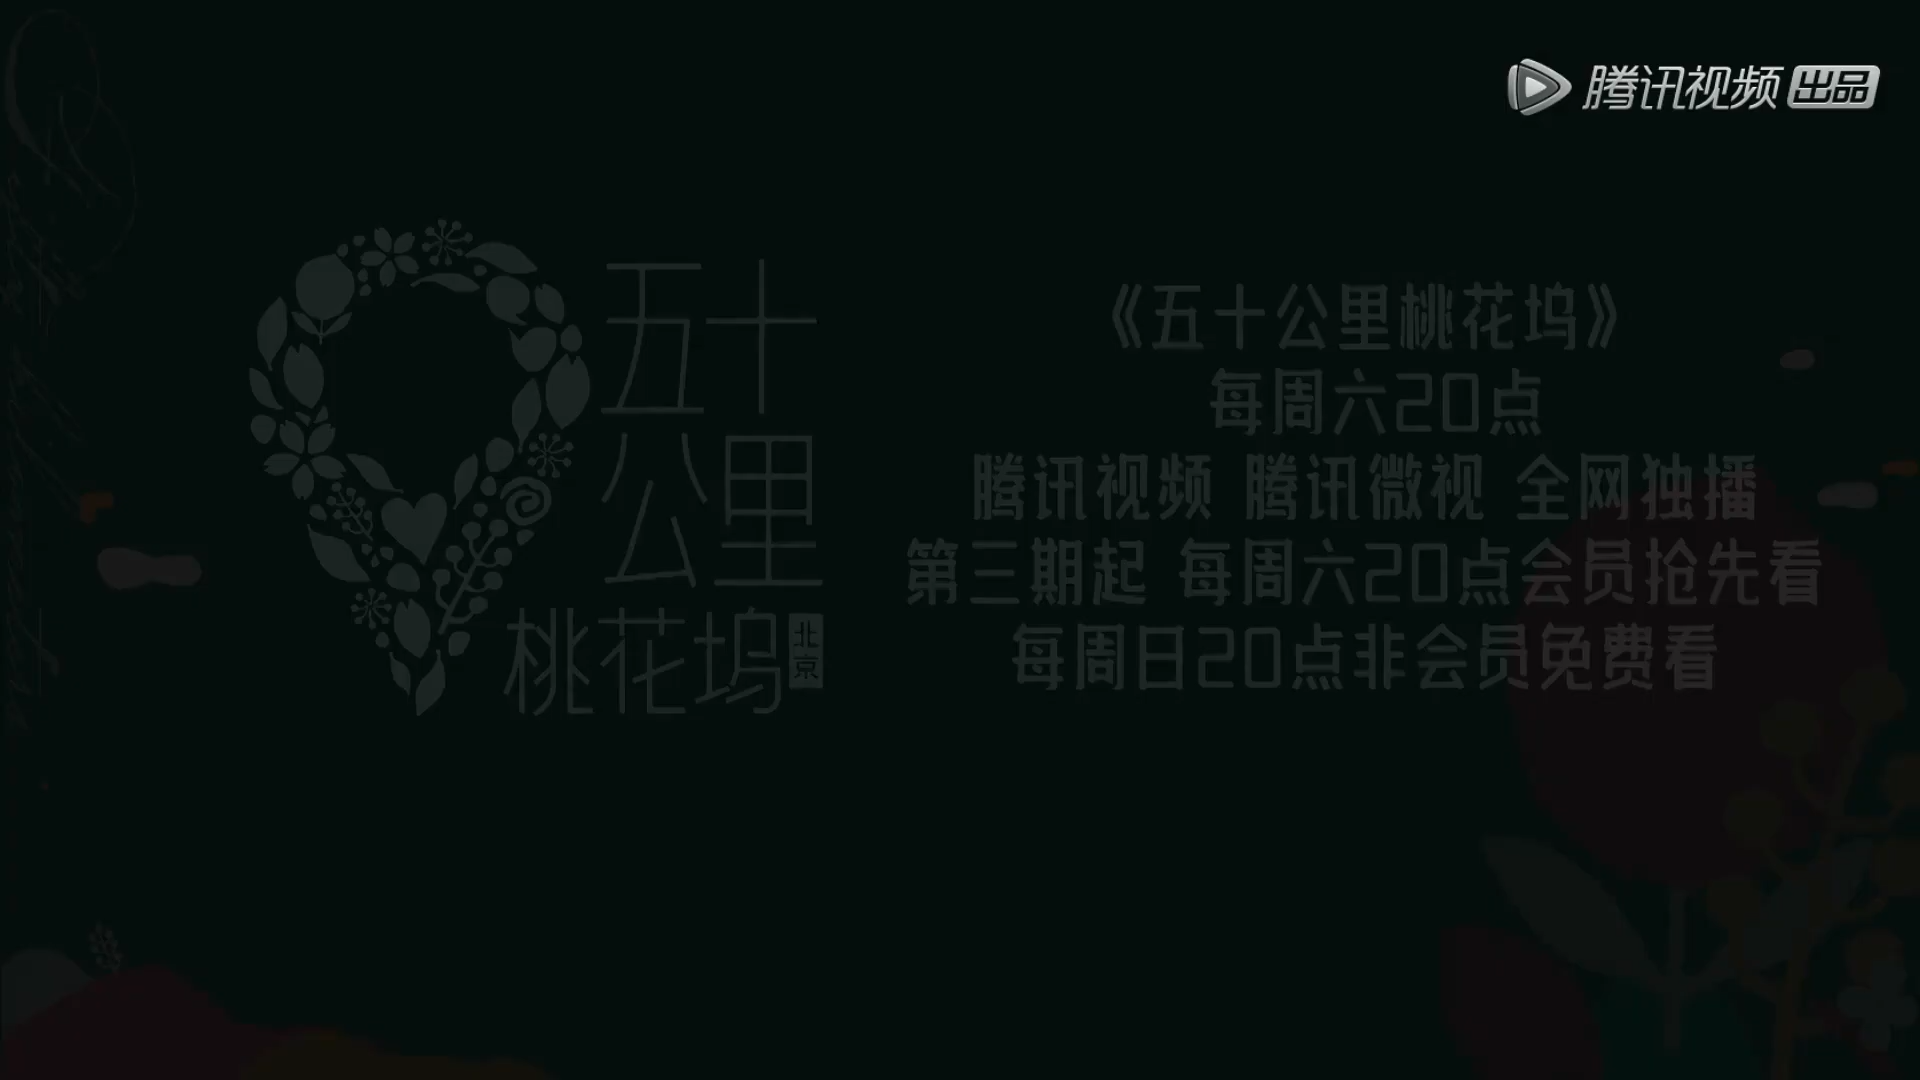 腾讯视频 出品
五十
公里
桃花坞
北京
《五十公里桃花坞》
每周六20点
腾讯视频 腾讯微视 全网独播
第三期起 每周六20点会员抢先看
每周日20点非会员免费看